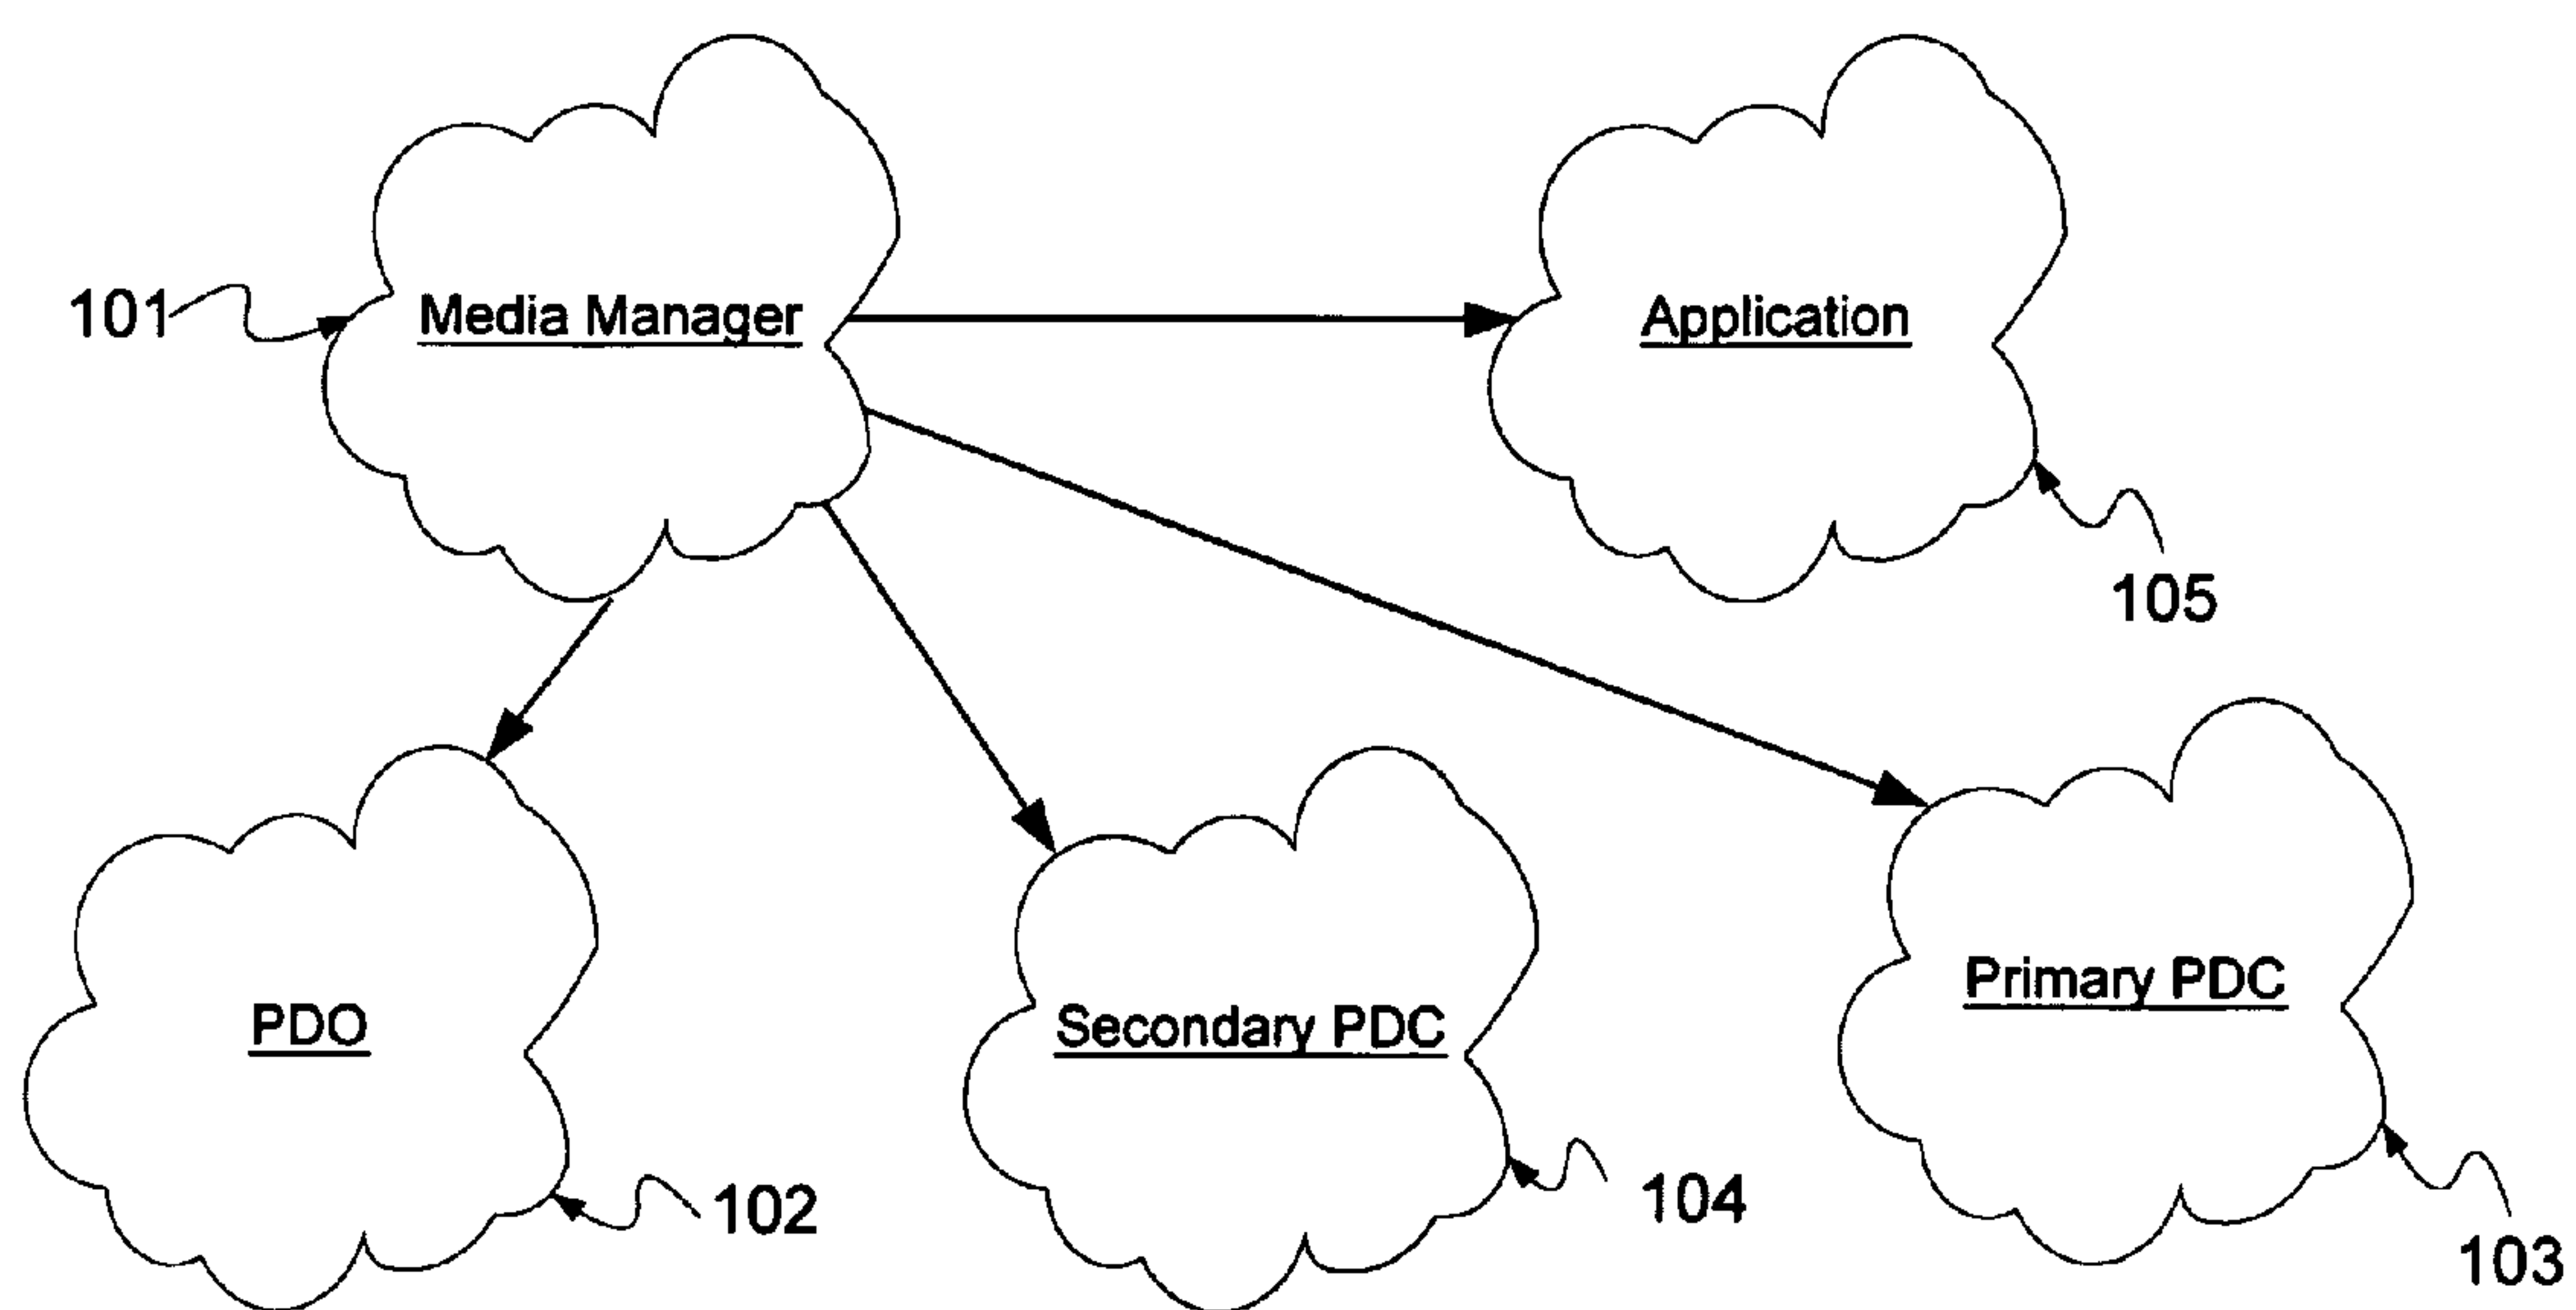 101
Media Manager
Application
105
PDO
102
Secondary PDC
104
Primary PDC
103